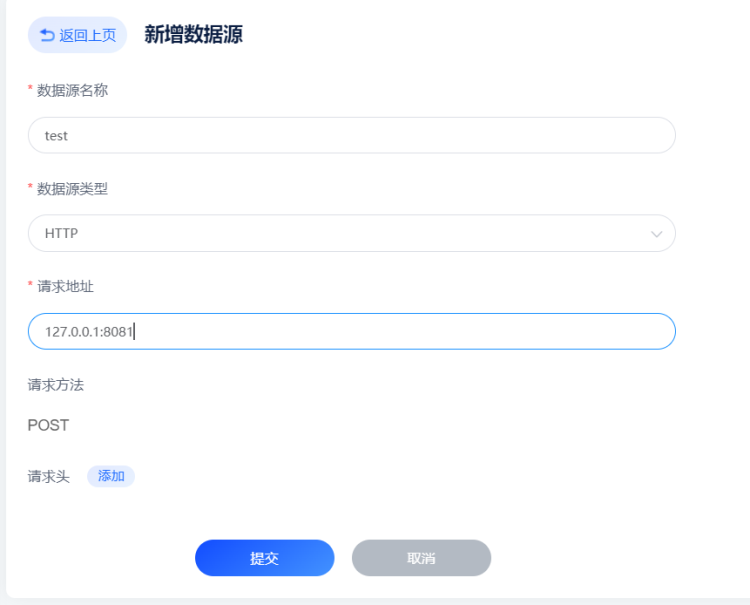 返回上页 新增数据源
* 数据源名称
test
* 数据源类型
HTTP
* 请求地址
127.0.0.1:8081
请求方法
POST
请求头 添加
提交 取消